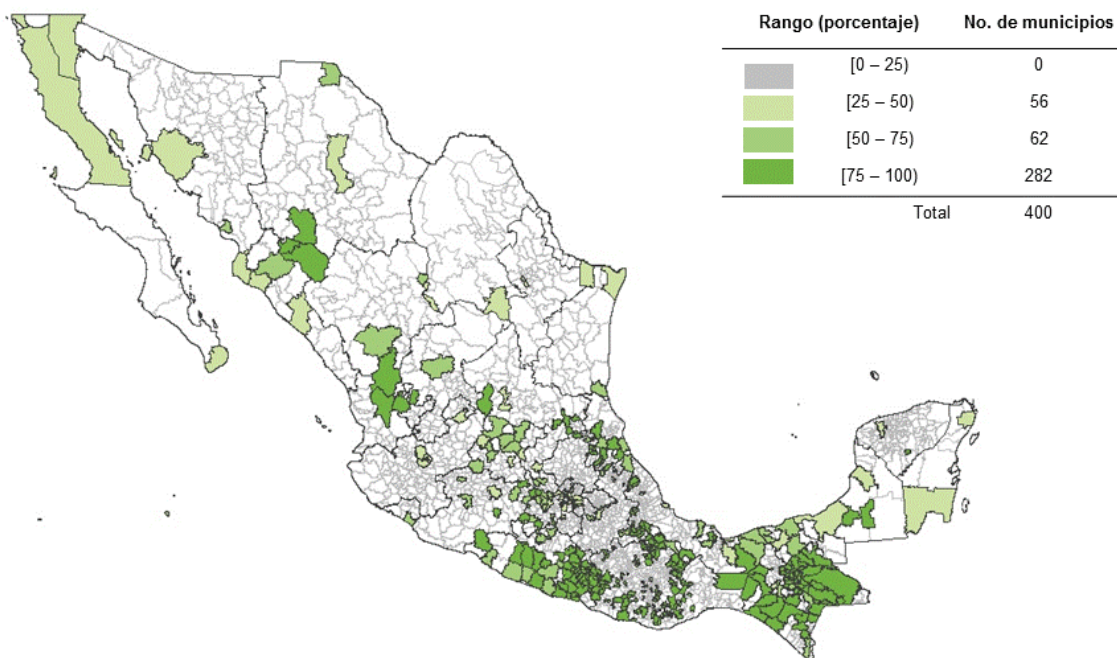 Rango (porcentaje) No. de municipios
[0 – 25) 0
[25 – 50) 56
[50 – 75) 62
[75 – 100) 282
Total 400